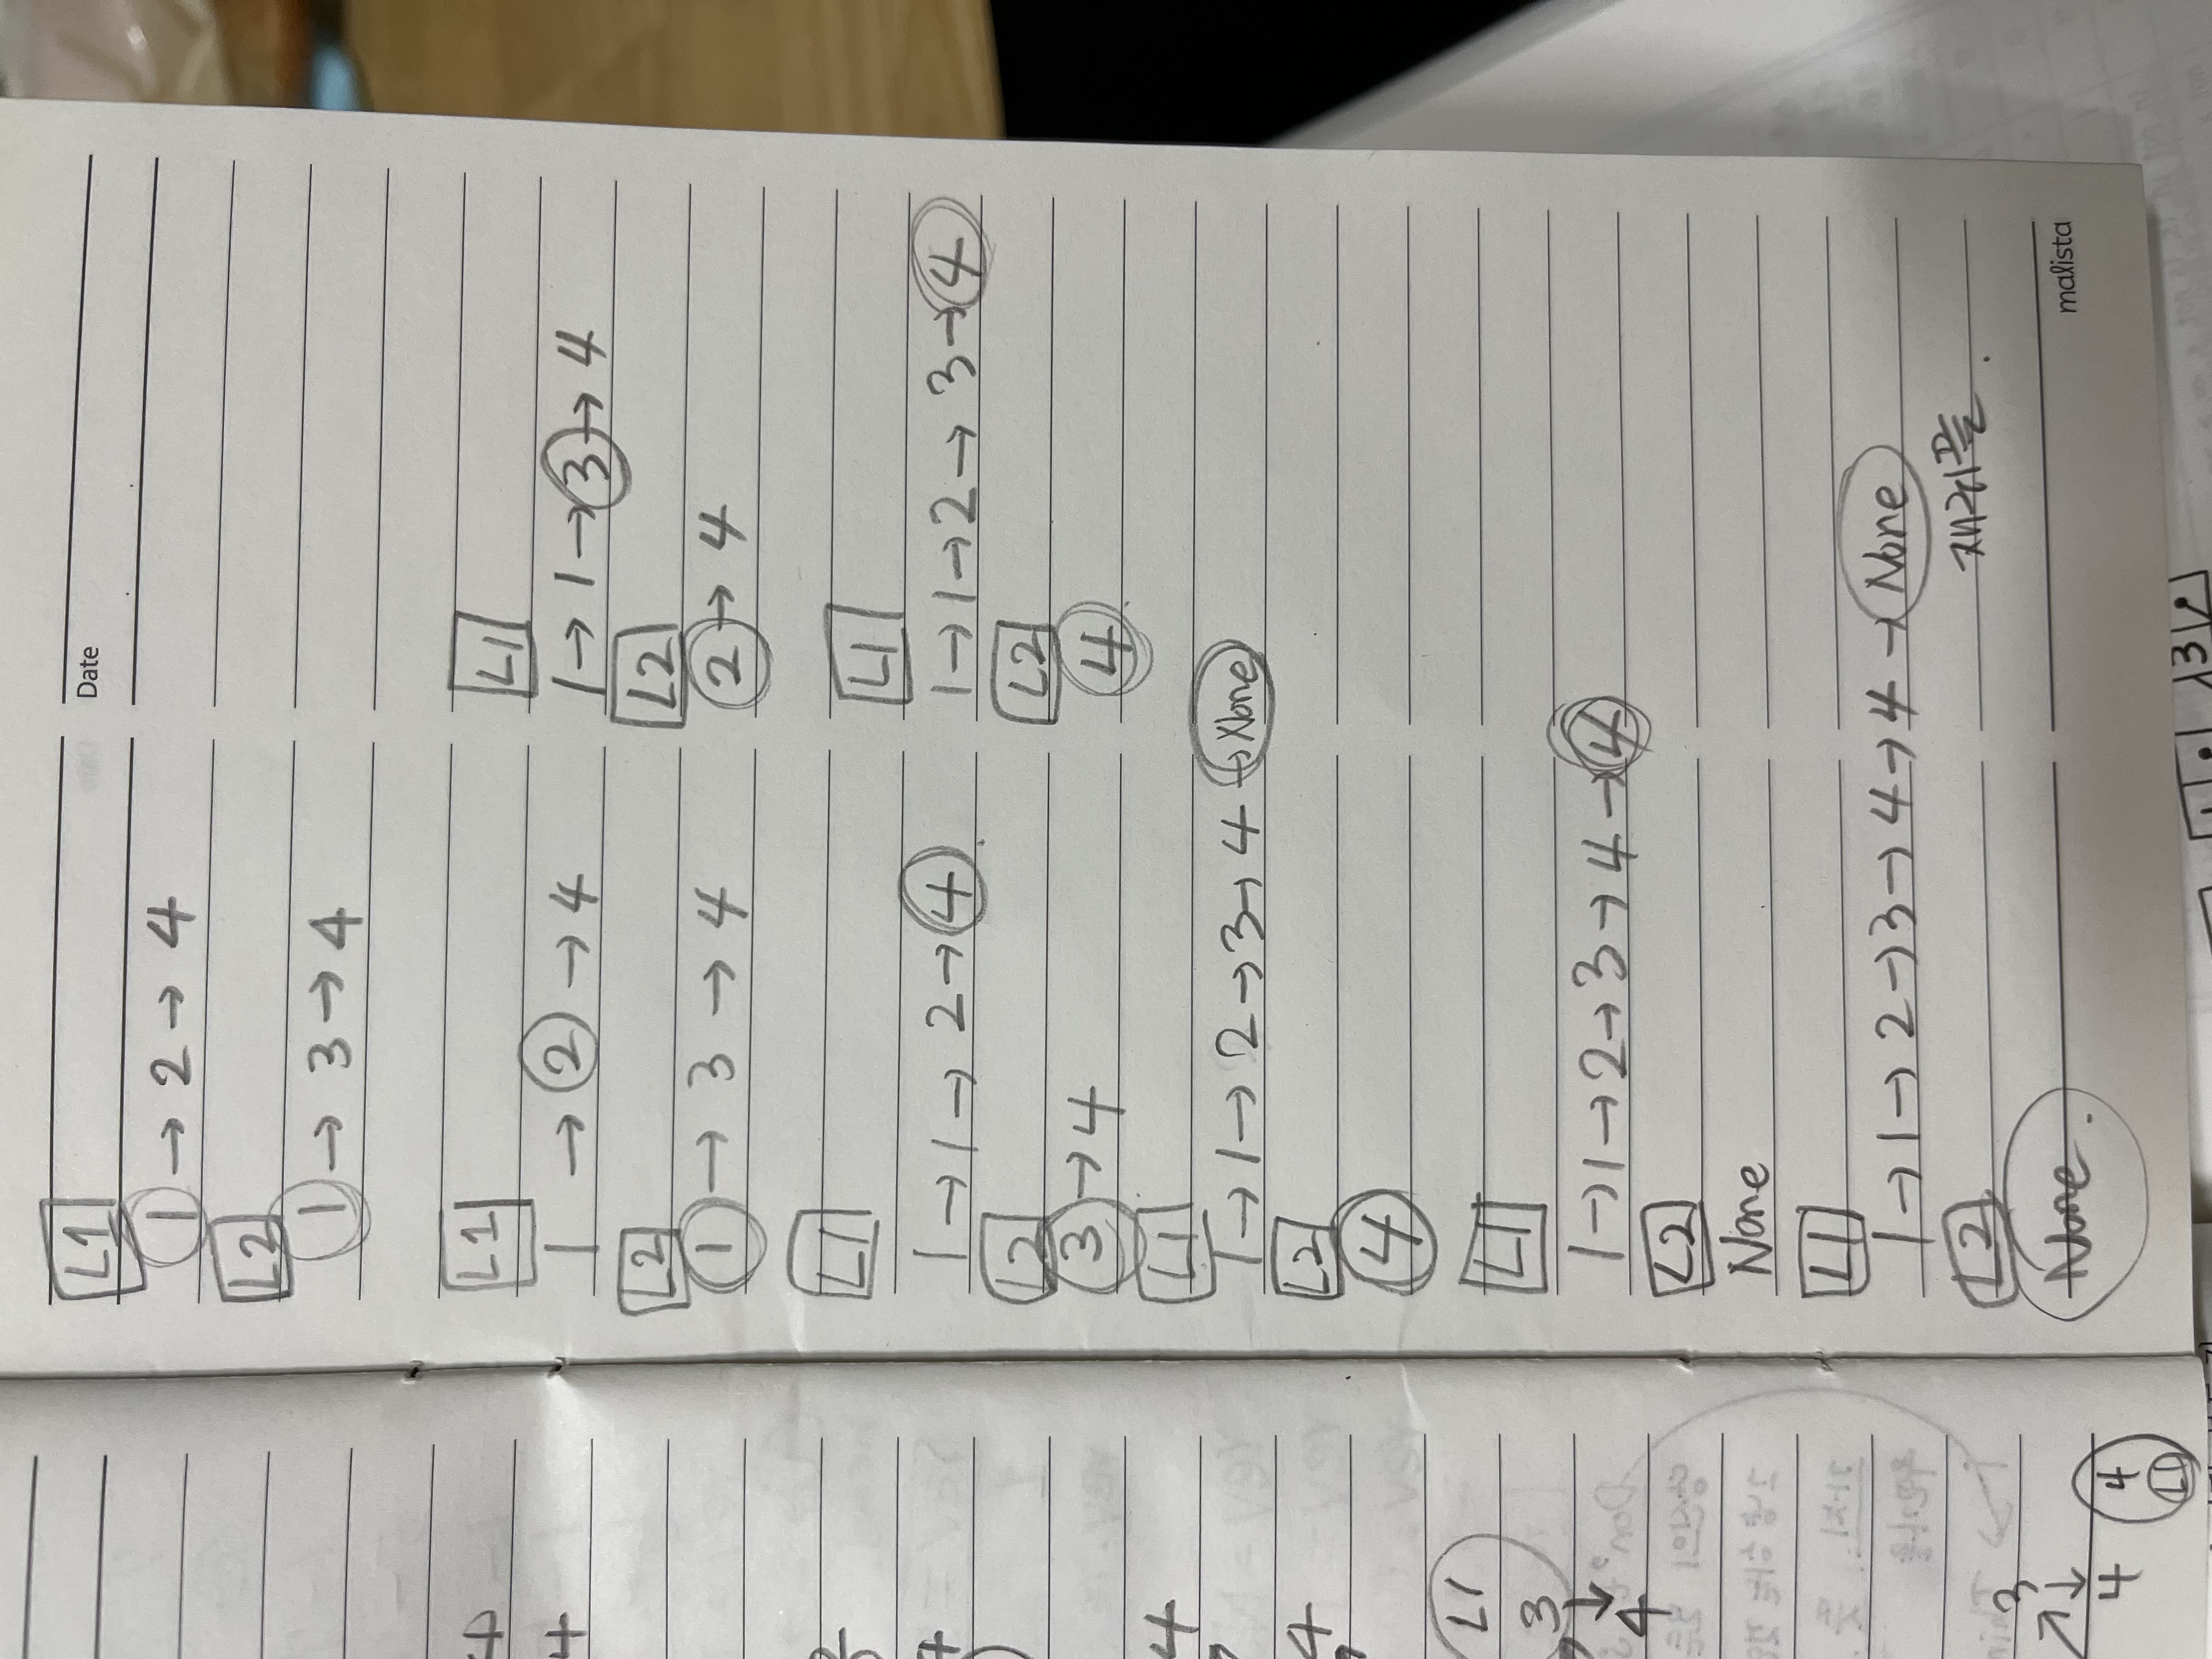 Date
L1
1 → 2 → 4
L2
1 → 3 → 4
L1
1 → 2 → 4
L2
1 → 3 → 4
L1
1 → 1 → 3 → 4
L2
2 → 4
L1
1 → 1 → 2 → 4
L2
3 → 4
L1
1 → 1 → 2 → 3 → 4
L2
4
L1
1 → 1 → 2 → 3 → 4 → None
L2
4
L1
1 → 1 → 2 → 3 → 4 → 4
L2
None
L1
1 → 1 → 2 → 3 → 4 → 4 → None
재귀끝.
L2
None.
malista
4
4
4
L1
3
↓
4
3
↓
4
4
L1